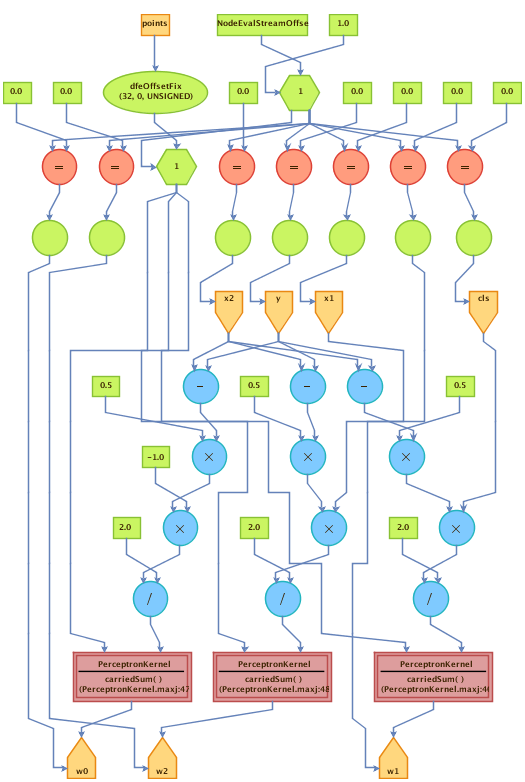 points
NodeEvalStreamOffse
1.0
0.0
0.0
dfeOffsetFix
(32, 0, UNSIGNED)
0.0
1
0.0
0.0
0.0
0.0
=
=
1
=
=
=
=
=
x2
y
x1
cls
-
-
-
0.5
0.5
0.5
×
×
×
-1.0
2.0
×
2.0
×
2.0
×
/
/
/
PerceptronKernel
carriedSum( )
(PerceptronKernel.maxj:47
PerceptronKernel
carriedSum( )
(PerceptronKernel.maxj:48
PerceptronKernel
carriedSum( )
(PerceptronKernel.maxj:46
w0
w2
w1